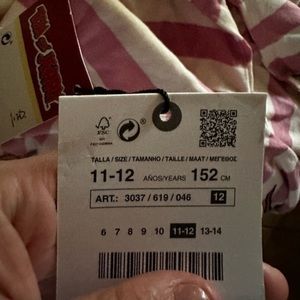 FSC
TALLA / SIZE / TAMANHO / TAILLE / MAAT / ΜΕΓΕΘΟΣ
11-12 AÑOS/YEARS 152 CM
ART.: 3037 / 619 / 046 12
6 7 8 9 10 11-12 13-14